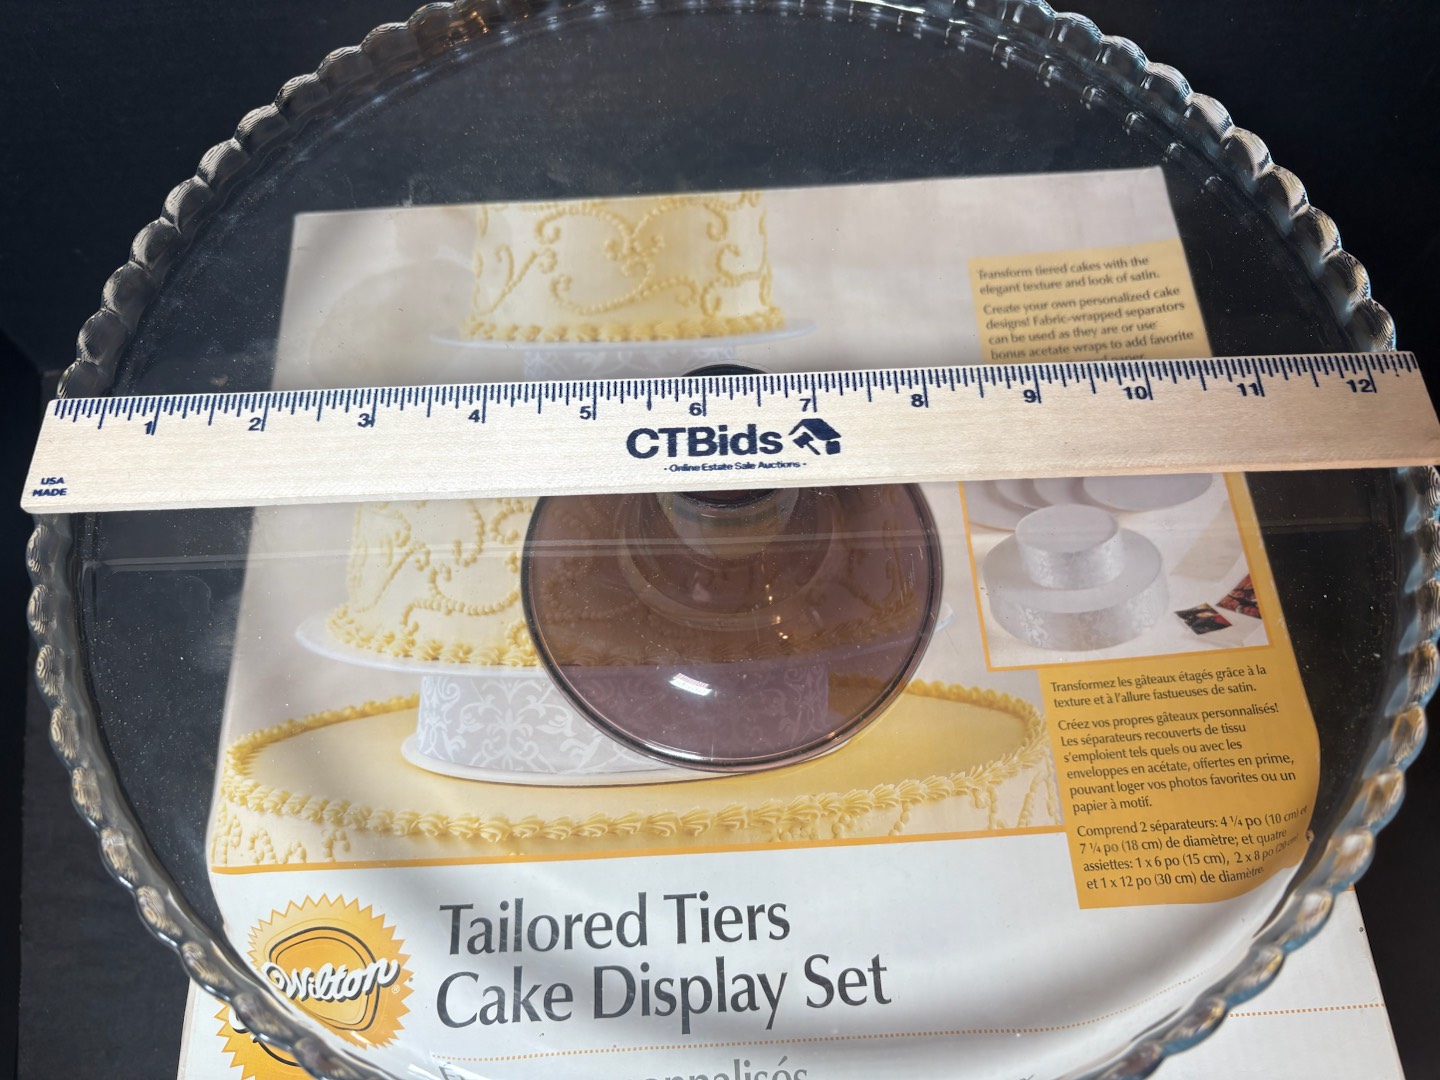 Transform tiered cakes with the
elegant texture and look of satin.
Create your own personalized cake
designs! Fabric-wrapped separators
can be used as they are or use
bonus acetate wraps to add favorite
1 2 3 4 5 6 7 8 9 10 11 12
CTBids
- Online Estate Sale Auctions -
USA
MADE
Transformez les gâteaux étagés grâce à la
texture et à l'allure fastueuses de satin.
Créez vos propres gâteaux personnalisés!
Les séparateurs recouverts de tissu
s'emploient tels quels ou avec les
enveloppes en acétate, offertes en prime,
pouvant loger vos photos favorites ou un
papier à motif.
Comprend 2 séparateurs: 4 1/4 po (10 cm) et
7 1/4 po (18 cm) de diamètre; et quatre
assiettes: 1 x 6 po (15 cm), 2 x 8 po (20 cm)
et 1 x 12 po (30 cm) de diamètre.
Wilton®
Tailored Tiers
Cake Display Set